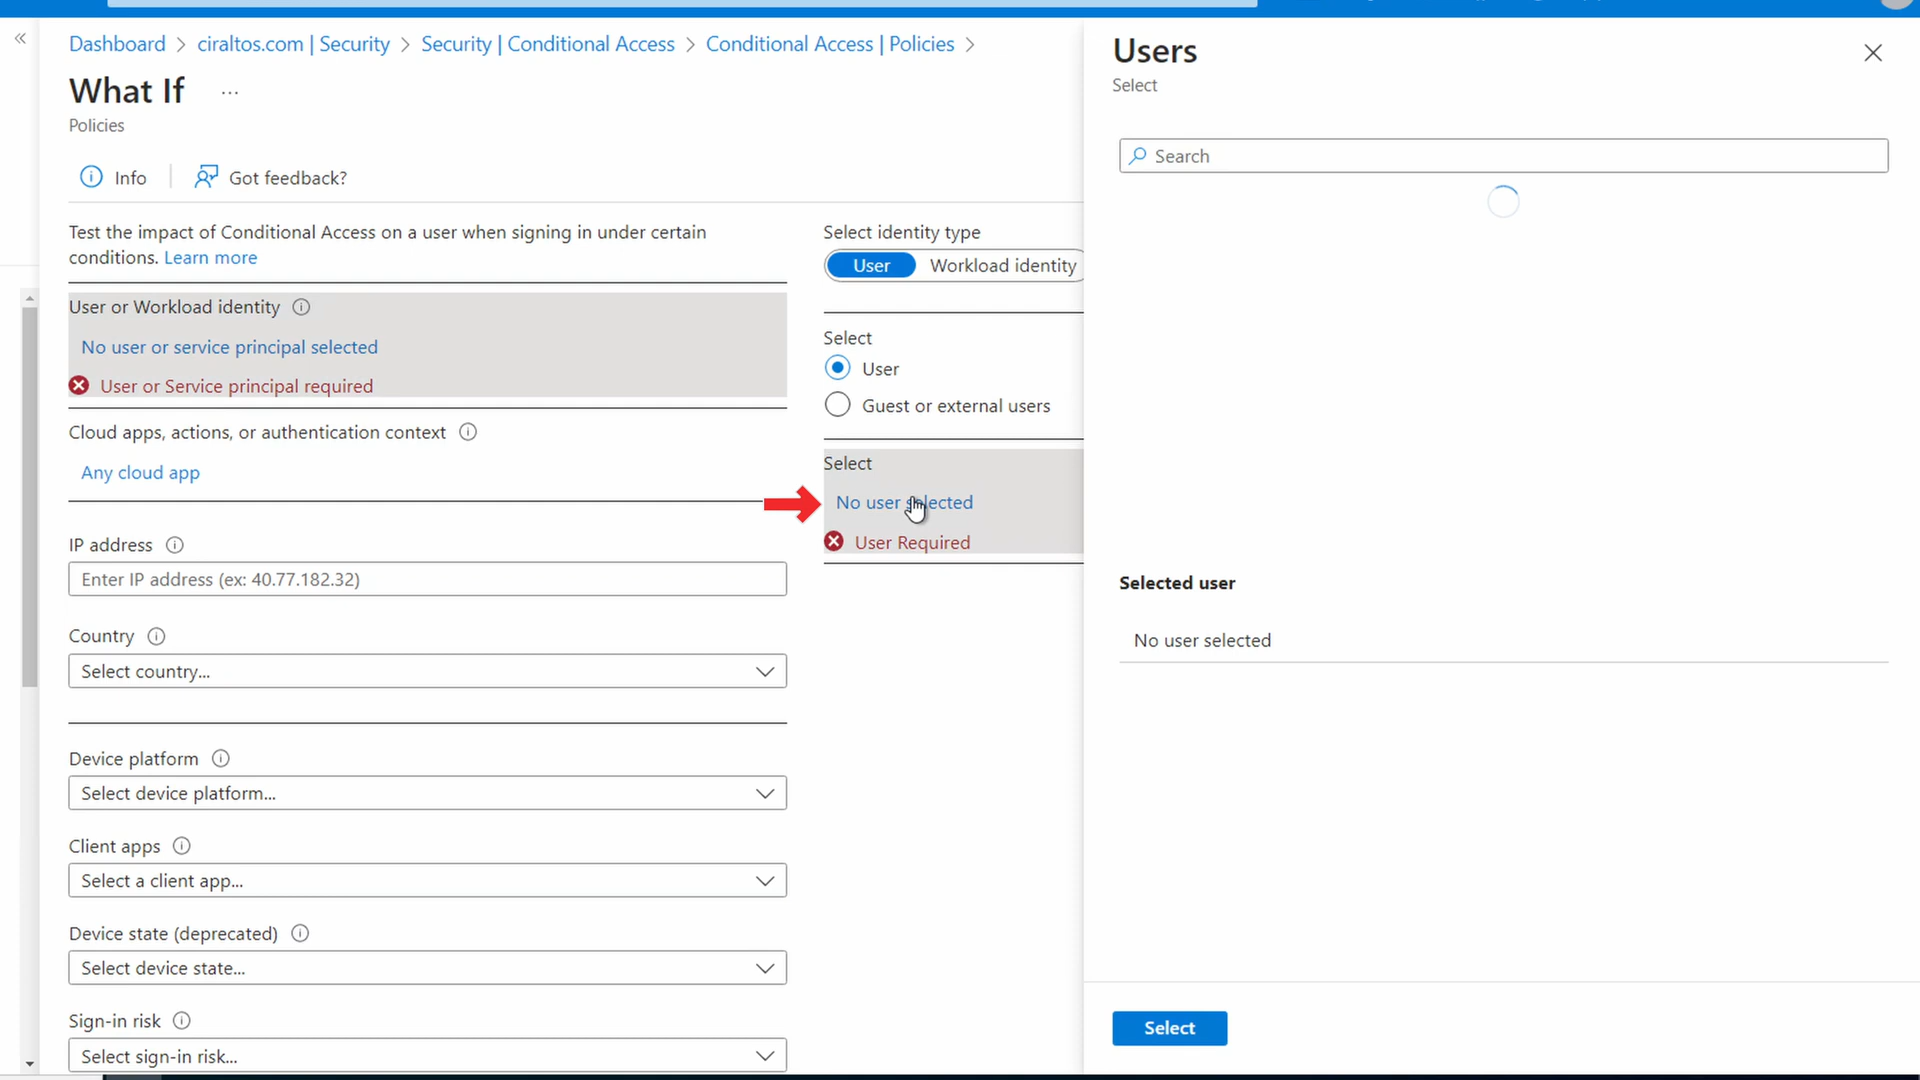 Dashboard > ciraltos.com | Security > Security | Conditional Access > Conditional Access | Policies >
What If ...
Policies
Info
Got feedback?
Test the impact of Conditional Access on a user when signing in under certain
conditions. Learn more
User or Workload identity
No user or service principal selected
User or Service principal required
Cloud apps, actions, or authentication context
Any cloud app
IP address
Enter IP address (ex: 40.77.182.32)
Country
Select country...
Device platform
Select device platform...
Client apps
Select a client app...
Device state (deprecated)
Select device state...
Sign-in risk
Select sign-in risk...
Select identity type
User
Workload identity
Select
User
Guest or external users
Select
No user selected
User Required
Users
Select
Search
Selected user
No user selected
Select